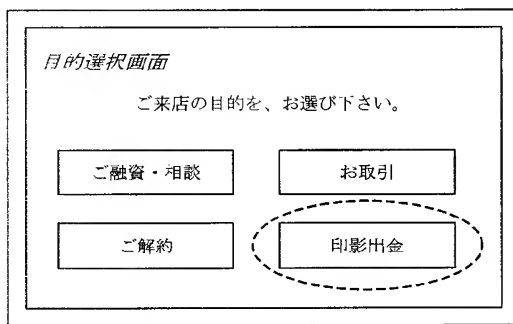 目的選択画面
ご来店の目的を、お選び下さい。
ご融資・相談
お取引
ご解約
印影出金